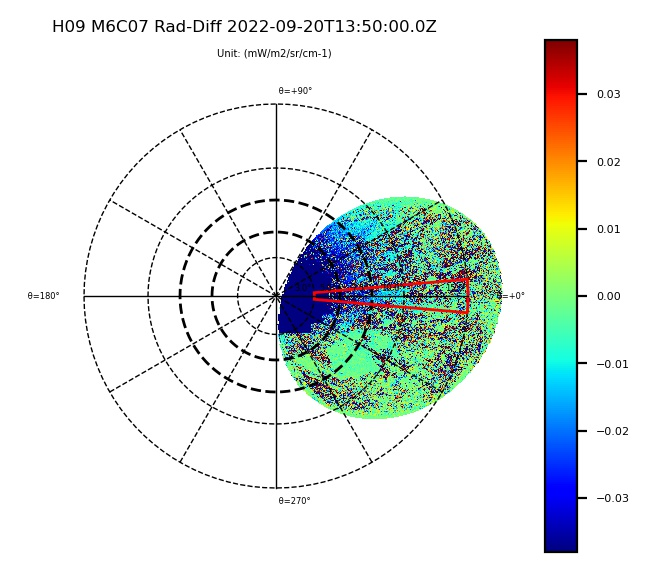 H09 M6C07 Rad-Diff 2022-09-20T13:50:00.0Z
Unit: (mW/m2/sr/cm-1)
θ=+90°
θ=180°
θ=+0°
θ=270°
0.03
0.02
0.01
0.00
−0.01
−0.02
−0.03